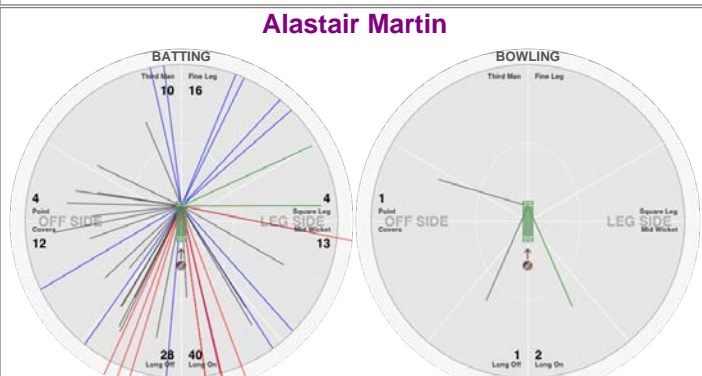 Alastair Martin
BATTING
Third Man Fine Leg
10 16
4 4
Point Square Leg
OFF SIDE LEG SIDE
Covers Mid Wicket
12 13
28 40
Long Off Long On
BOWLING
Third Man Fine Leg
1
Point Square Leg
OFF SIDE LEG SIDE
Covers Mid Wicket
1 2
Long Off Long On